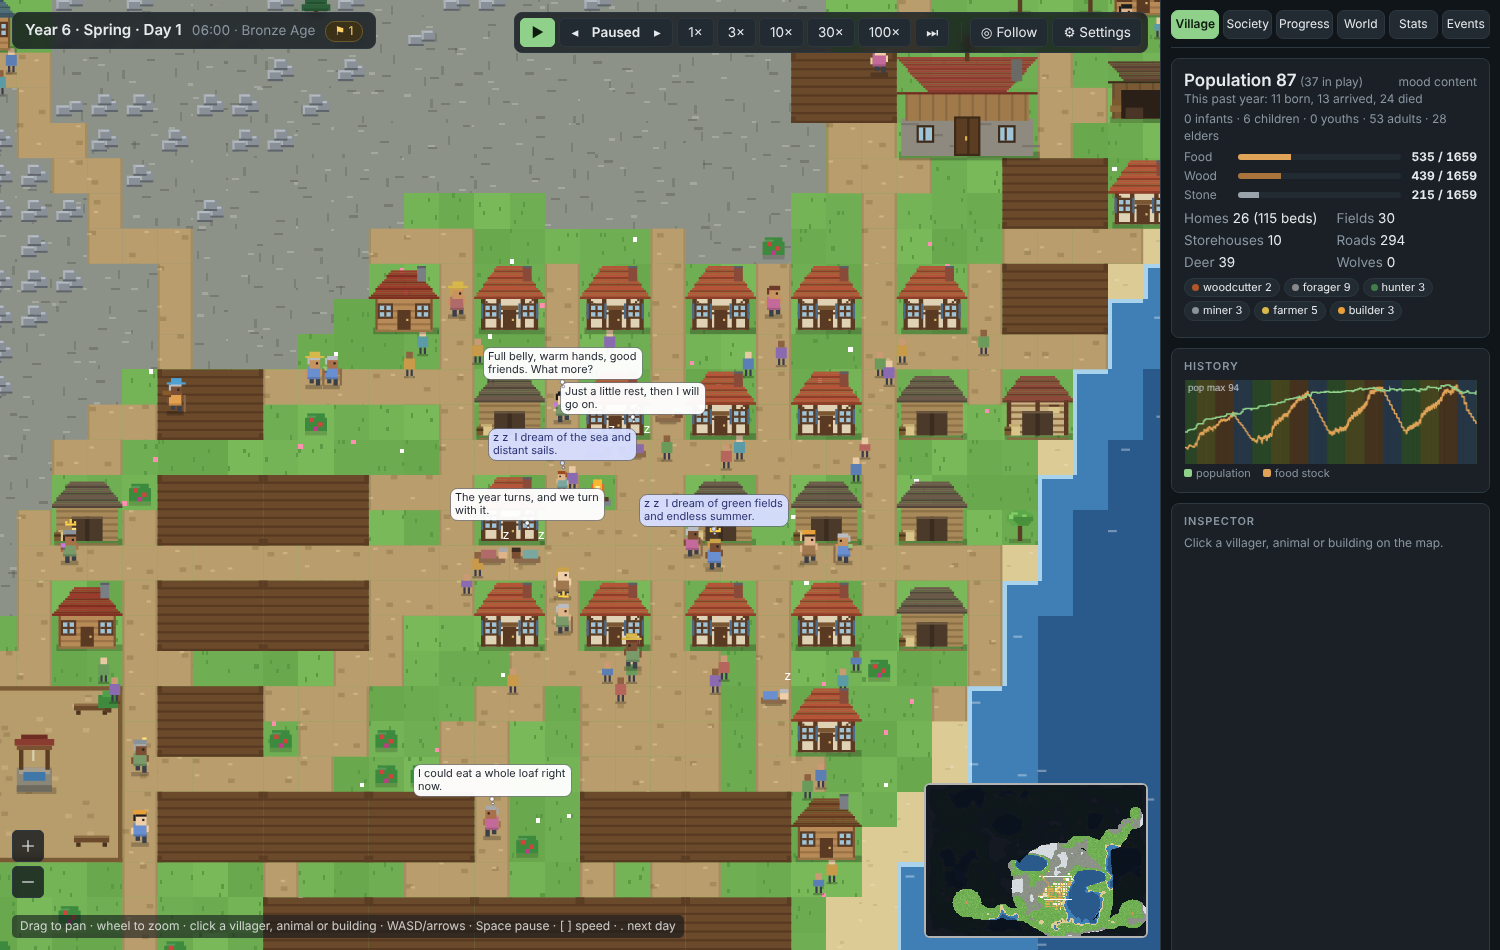 Year 6 · Spring · Day 1 06:00 · Bronze Age ⚑ 1
▶ ◂ Paused ▸ 1× 3× 10× 30× 100× ⏭ ◎ Follow ⚙ Settings
Village Society Progress World Stats Events
Population 87 (37 in play) mood content
This past year: 11 born, 13 arrived, 24 died
0 infants · 6 children · 0 youths · 53 adults · 28
elders
Food 535 / 1659
Wood 439 / 1659
Stone 215 / 1659
Homes 26 (115 beds) Fields 30
Storehouses 10 Roads 294
Deer 39 Wolves 0
woodcutter 2 forager 9 hunter 3
miner 3 farmer 5 builder 3
HISTORY
pop max 94
population food stock
INSPECTOR
Click a villager, animal or building on the map.
Full belly, warm hands, good
friends. What more?
Just a little rest, then I will
go on.
z
z z I dream of the sea and
distant sails.
The year turns, and we turn
with it.
z z I dream of green fields
and endless summer.
z z
z
I could eat a whole loaf right
now.
+
−
Drag to pan · wheel to zoom · click a villager, animal or building · WASD/arrows · Space pause · [ ] speed · . next day